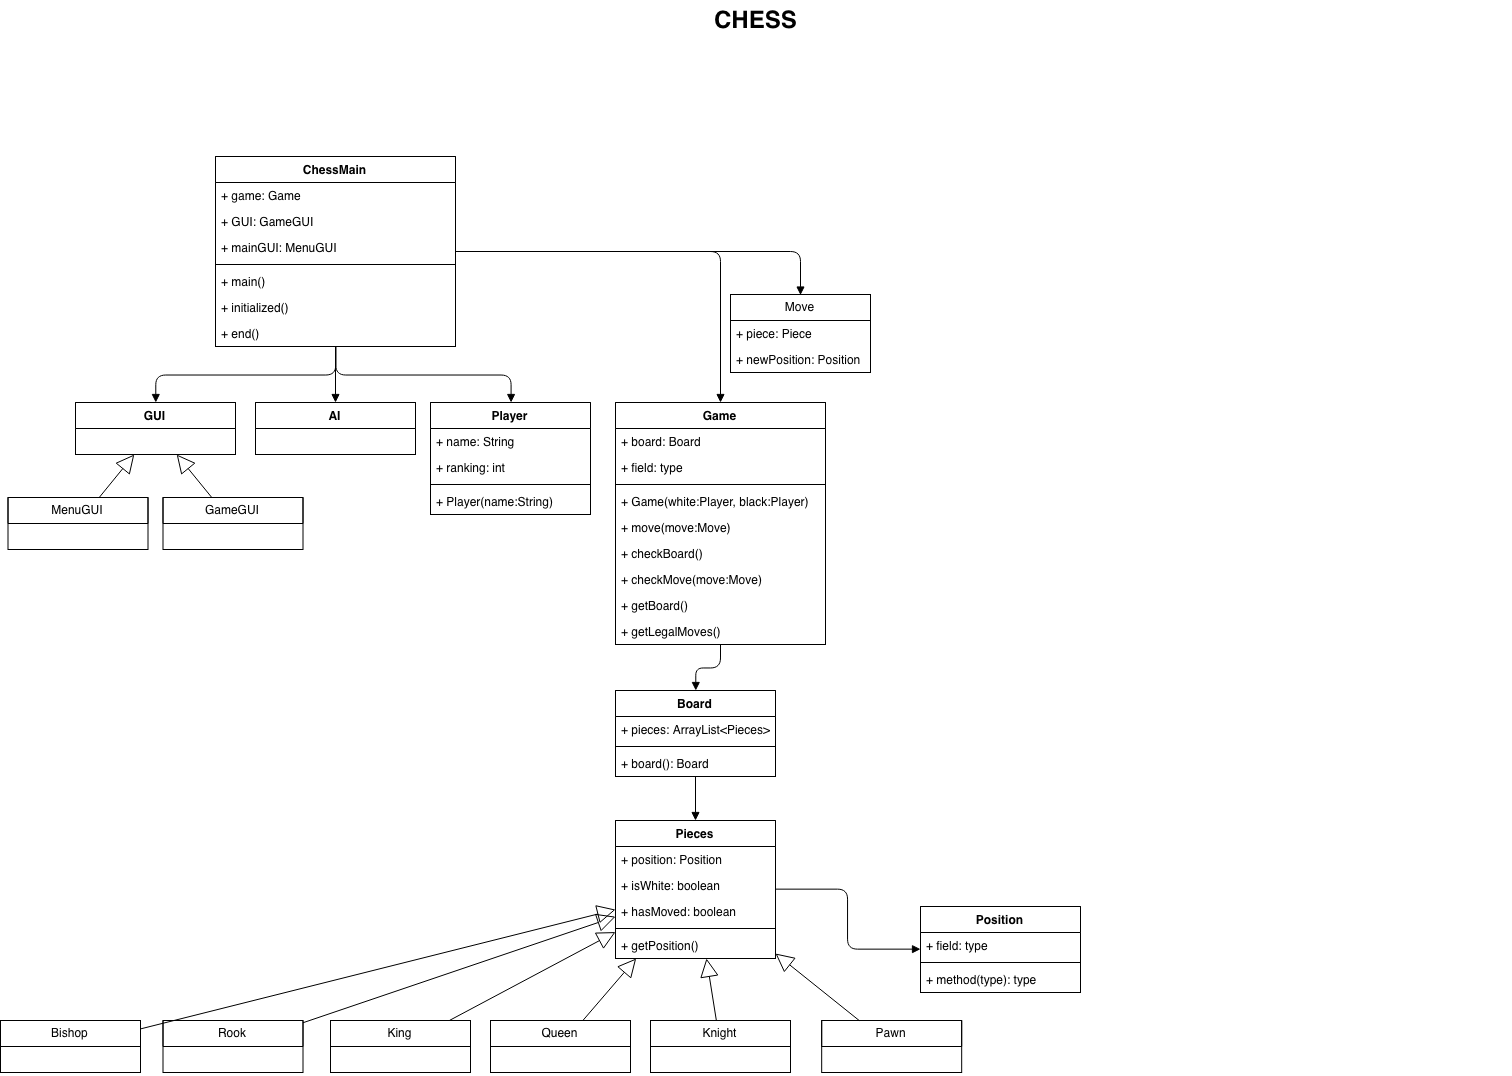 CHESS
ChessMain
+ game: Game
+ GUI: GameGUI
+ mainGUI: MenuGUI
+ main()
+ initialized()
+ end()
Move
+ piece: Piece
+ newPosition: Position
GUI
AI
Player
+ name: String
+ ranking: int
+ Player(name:String)
Game
+ board: Board
+ field: type
+ Game(white:Player, black:Player)
+ move(move:Move)
+ checkBoard()
+ checkMove(move:Move)
+ getBoard()
+ getLegalMoves()
MenuGUI
GameGUI
Board
+ pieces: ArrayList<Pieces>
+ board(): Board
Pieces
+ position: Position
+ isWhite: boolean
+ hasMoved: boolean
+ getPosition()
Position
+ field: type
+ method(type): type
Bishop
Rook
King
Queen
Knight
Pawn